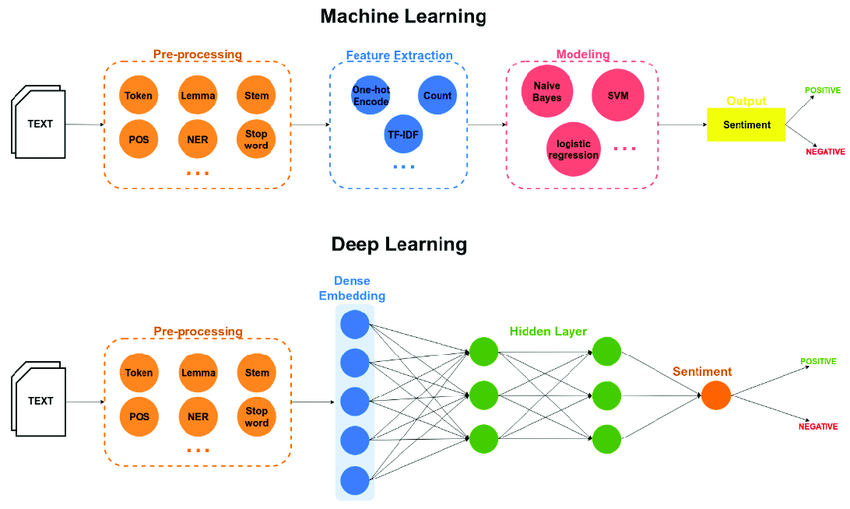 Machine Learning
Pre-processing
Feature Extraction
Modeling
Token
Lemma
Stem
One-hot
Encode
Count
Naive
Bayes
SVM
Output
POSITIVE
TEXT
POS
NER
Stop
word
TF-IDF
logistic
regression
Sentiment
NEGATIVE
...
...
...
Deep Learning
Dense
Embedding
Pre-processing
Hidden Layer
Token
Lemma
Stem
Sentiment
POSITIVE
TEXT
POS
NER
Stop
word
NEGATIVE
...